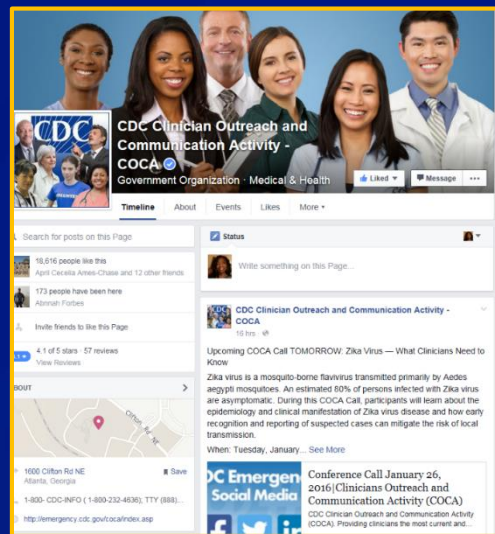 CDC
CDC Clinician Outreach and
Communication Activity -
COCA
Government Organization · Medical & Health
Liked
Message
Timeline
About
Events
Likes
More
Search for posts on this Page
18,616 people like this
April Cecelia Ames-Chase and 12 other friends
173 people have been here
Abnnah Forbes
Invite friends to like this Page
4.1 of 5 stars · 57 reviews
View Reviews
BOUT
Clifton Rd NE
1600 Clifton Rd NE
Atlanta, Georgia
Save
1-800- CDC-INFO ( 1-800-232-4636); TTY (888)...
http://emergency.cdc.gov/coca/index.asp
Status
Write something on this Page...
CDC Clinician Outreach and Communication Activity -
COCA
16 hrs ·
Upcoming COCA Call TOMORROW: Zika Virus — What Clinicians Need to
Know
Zika virus is a mosquito-borne flavivirus transmitted primarily by Aedes
aegypti mosquitoes. An estimated 80% of persons infected with Zika virus
are asymptomatic. During this COCA Call, participants will learn about the
epidemiology and clinical manifestation of Zika virus disease and how early
recognition and reporting of suspected cases can mitigate the risk of local
transmission.
When: Tuesday, January... See More
DC Emergen
Social Media
Conference Call January 26,
2016|Clinicians Outreach and
Communication Activity (COCA)
CDC Clinician Outreach and Communication Activity
(COCA). Providing clinicians the most current and...